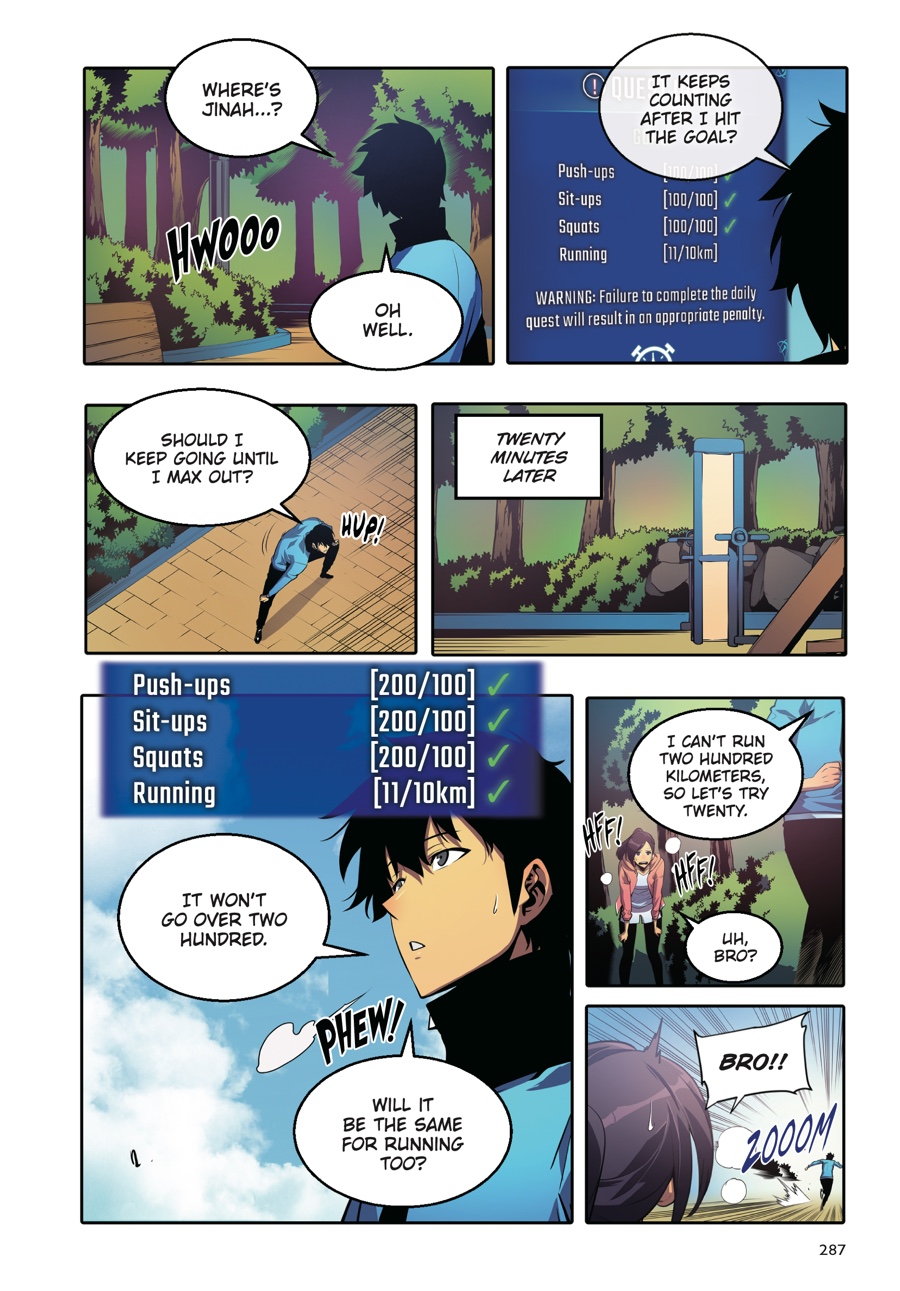 WHERE'S
JINAH...?
HWOOO
OH
WELL.
IT KEEPS
COUNTING
AFTER I HIT
THE GOAL?
! QUES
G
Push-ups [100/100] ✓
Sit-ups [100/100] ✓
Squats [100/100] ✓
Running [11/10km]
WARNING: Failure to complete the daily
quest will result in an appropriate penalty.
SHOULD I
KEEP GOING UNTIL
I MAX OUT?
HUP!
TWENTY
MINUTES
LATER
Push-ups [200/100] ✓
Sit-ups [200/100] ✓
Squats [200/100] ✓
Running [11/10km] ✓
IT WON'T
GO OVER TWO
HUNDRED.
PHEW!
WILL IT
BE THE SAME
FOR RUNNING
TOO?
I CAN'T RUN
TWO HUNDRED
KILOMETERS,
SO LET'S TRY
TWENTY.
HFF!
HFF!
UH,
BRO?
BRO!!
ZOOOM
287